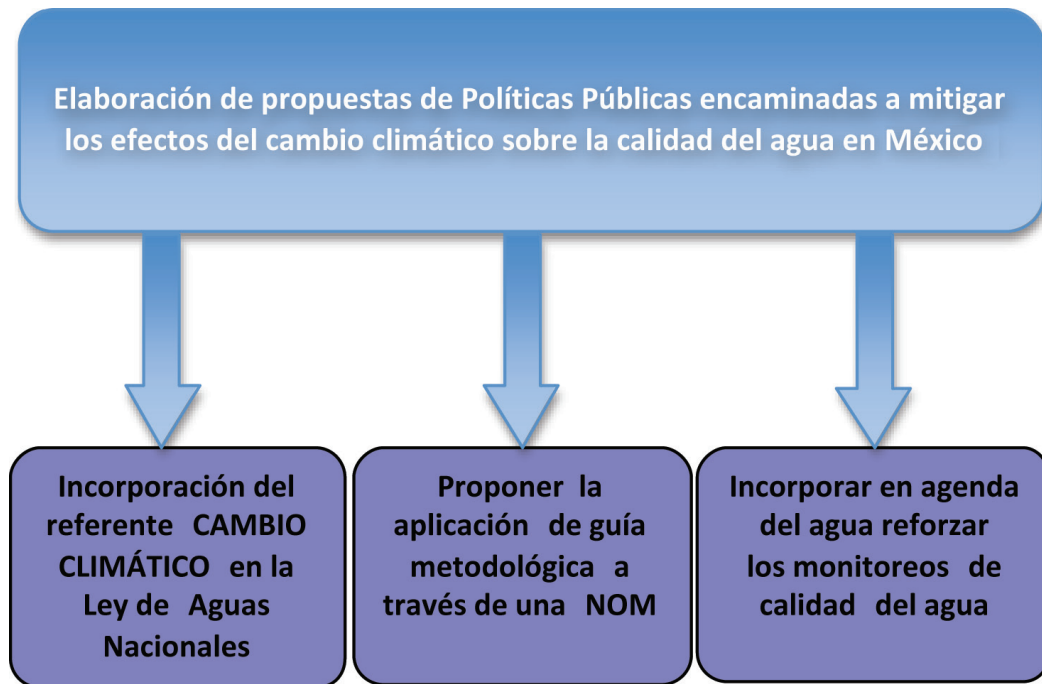 Elaboración de propuestas de Políticas Públicas encaminadas a mitigar
los efectos del cambio climático sobre la calidad del agua en México
Incorporación del
referente CAMBIO
CLIMÁTICO en la
Ley de Aguas
Nacionales
Proponer la
aplicación de guía
metodológica a
través de una NOM
Incorporar en agenda
del agua reforzar
los monitoreos de
calidad del agua